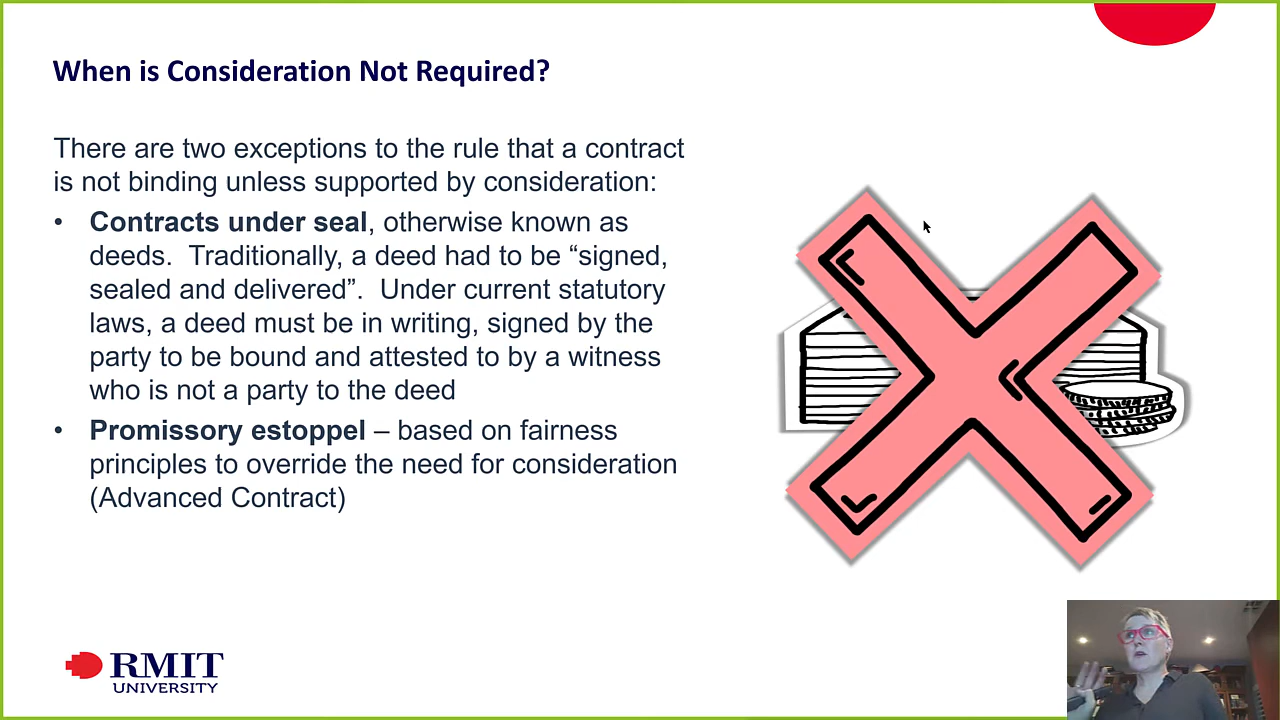 When is Consideration Not Required?
There are two exceptions to the rule that a contract
is not binding unless supported by consideration:
• Contracts under seal, otherwise known as
deeds.  Traditionally, a deed had to be “signed,
sealed and delivered”.  Under current statutory
laws, a deed must be in writing, signed by the
party to be bound and attested to by a witness
who is not a party to the deed
• Promissory estoppel – based on fairness
principles to override the need for consideration
(Advanced Contract)
RMIT
UNIVERSITY